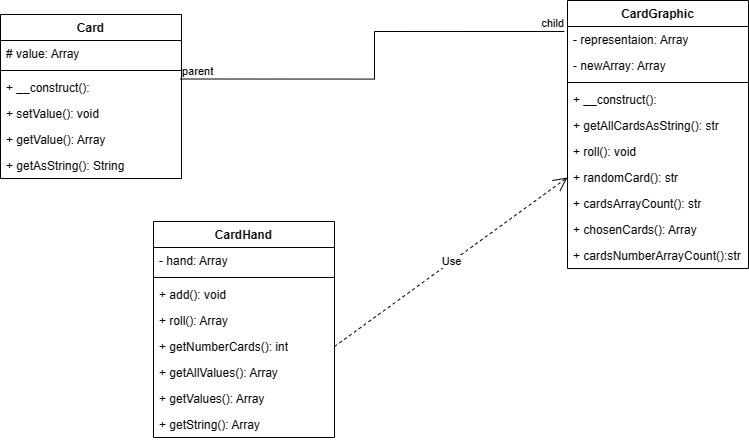 Card
# value: Array
+ __construct():
+ setValue(): void
+ getValue(): Array
+ getAsString(): String
parent
child
CardGraphic
- representaion: Array
- newArray: Array
+ __construct():
+ getAllCardsAsString(): str
+ roll(): void
+ randomCard(): str
+ cardsArrayCount(): str
+ chosenCards(): Array
+ cardsNumberArrayCount():str
Use
CardHand
- hand: Array
+ add(): void
+ roll(): Array
+ getNumberCards(): int
+ getAllValues(): Array
+ getValues(): Array
+ getString(): Array